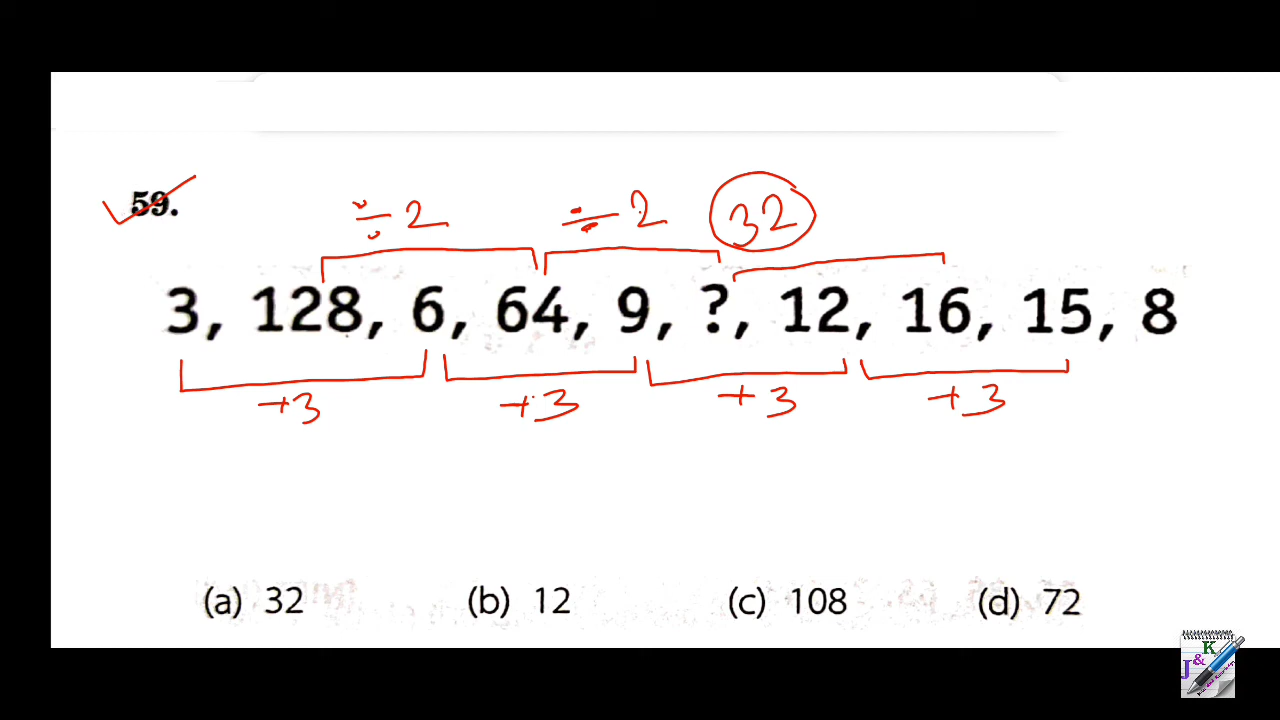 59.
÷ 2 ÷ 2 32
3, 128, 6, 64, 9, ?, 12, 16, 15, 8
+3 +3 +3 +3
(a) 32 (b) 12 (c) 108 (d) 72
J&K